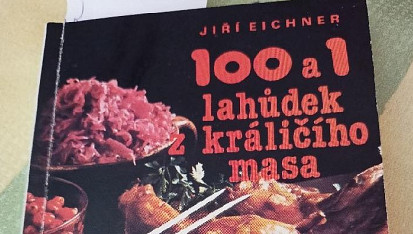 JIŘÍ EICHNER
100 a 1
lahůdek
z králičího
masa